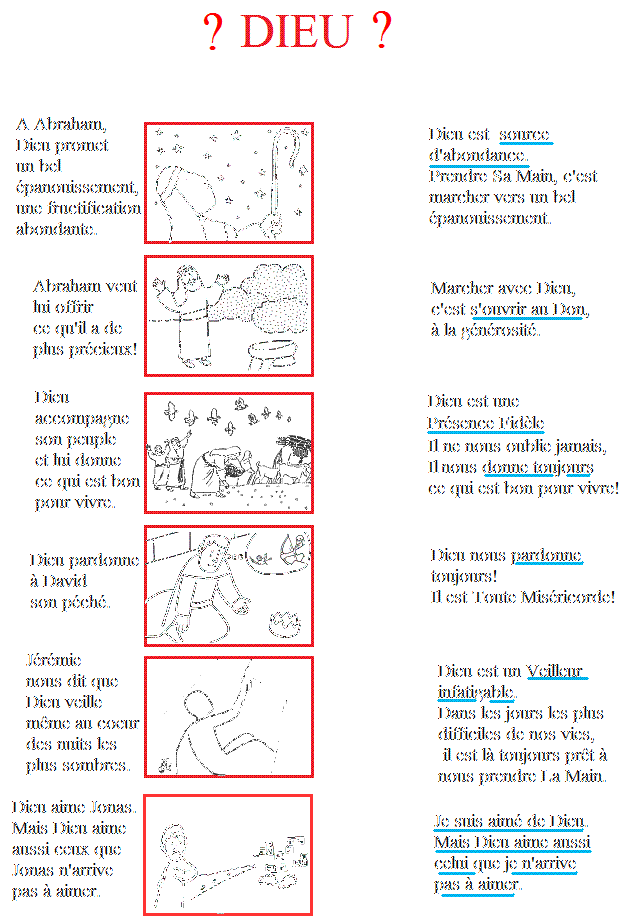 ? DIEU ?
A Abraham,
Dieu promet
un bel
épanouissement,
une fructification
abondante.
Dieu est source
d'abondance.
Prendre Sa Main, c'est
marcher vers un bel
épanouissement.
Abraham veut
lui offrir
ce qu'il a de
plus précieux!
Marcher avec Dieu,
c'est s'ouvrir au Don,
à la générosité.
Dieu
accompagne
son peuple
et lui donne
ce qui est bon
pour vivre.
Dieu est une
Présence Fidèle
Il ne nous oublie jamais,
Il nous donne toujours
ce qui est bon pour vivre!
Dieu pardonne
à David
son péché.
Dieu nous pardonne
toujours!
Il est Toute Miséricorde!
Jérémie
nous dit que
Dieu veille
même au coeur
des nuits les
plus sombres.
Dieu est un Veilleur
infatigable.
Dans les jours les plus
difficiles de nos vies,
il est là toujours prêt à
nous prendre La Main.
Dieu aime Jonas.
Mais Dieu aime
aussi ceux que
Jonas n'arrive
pas à aimer.
Je suis aimé de Dieu.
Mais Dieu aime aussi
celui que je n'arrive
pas à aimer.